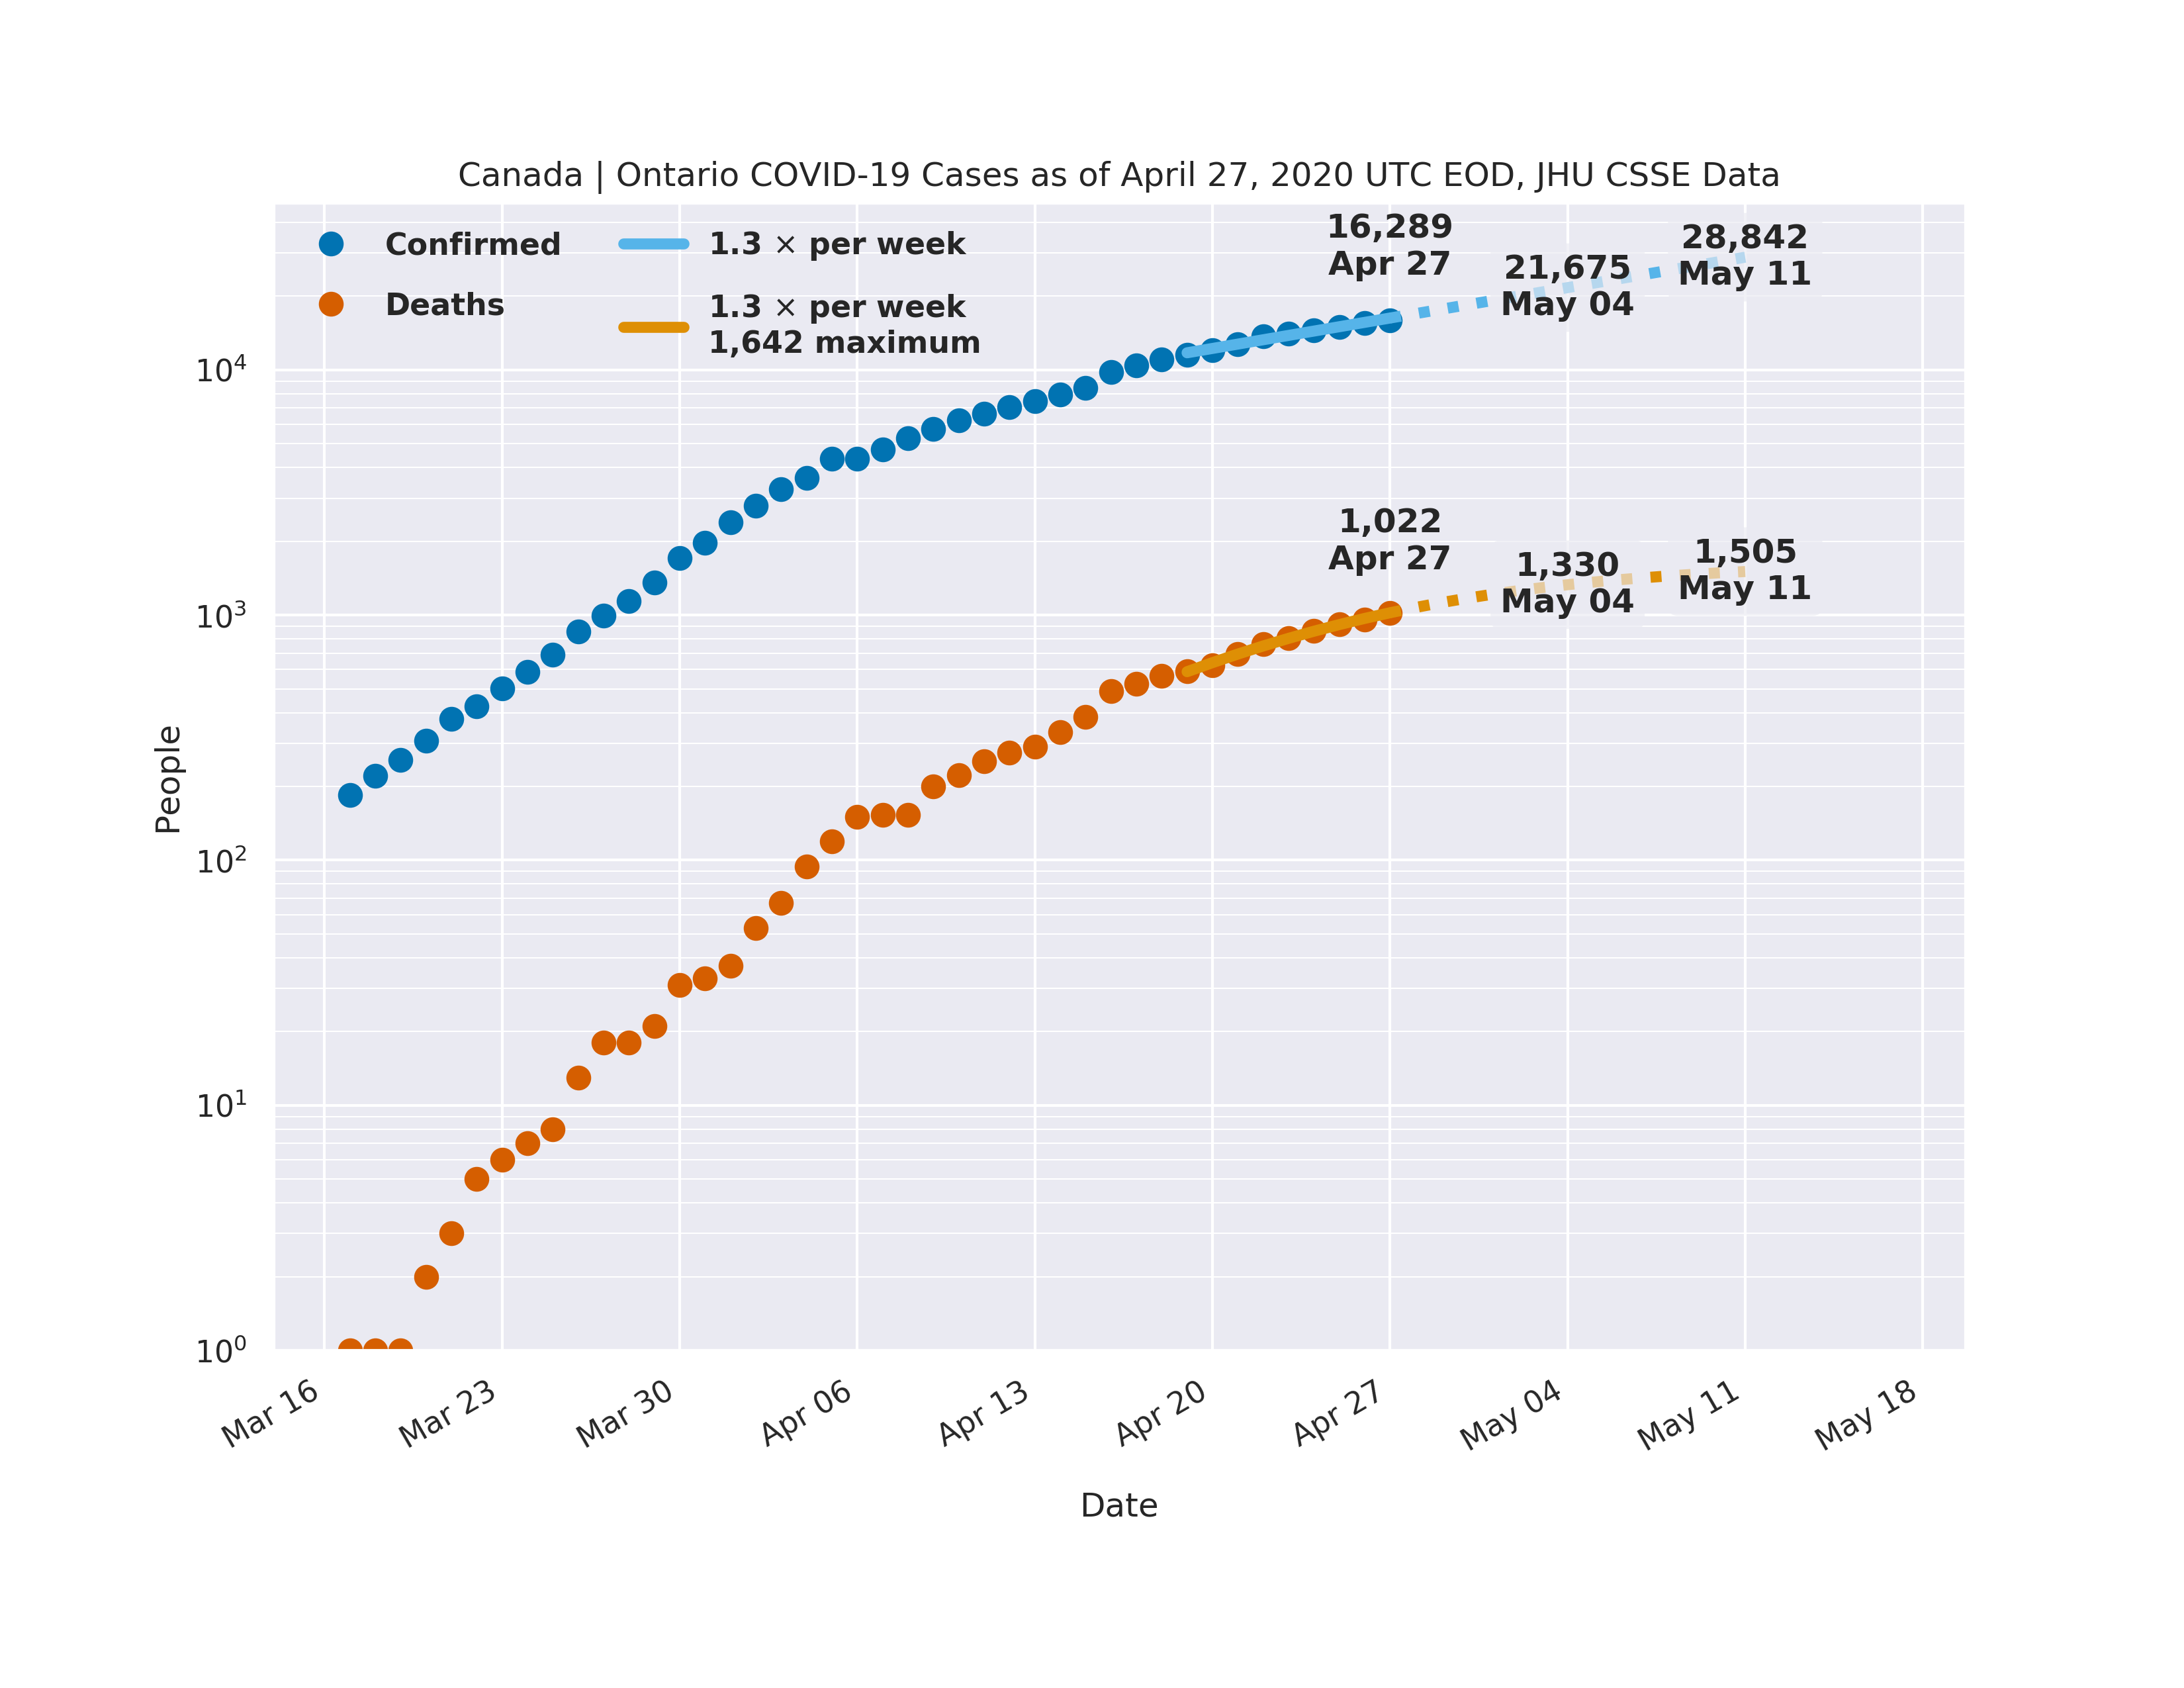 Canada | Ontario COVID-19 Cases as of April 27, 2020 UTC EOD, JHU CSSE Data
Confirmed
Deaths
1.3 × per week
1.3 × per week
1,642 maximum
16,289
Apr 27
21,675
May 04
28,842
May 11
1,022
Apr 27
1,330
May 04
1,505
May 11
People
10⁴
10³
10²
10¹
10⁰
Mar 16
Mar 23
Mar 30
Apr 06
Apr 13
Apr 20
Apr 27
May 04
May 11
May 18
Date